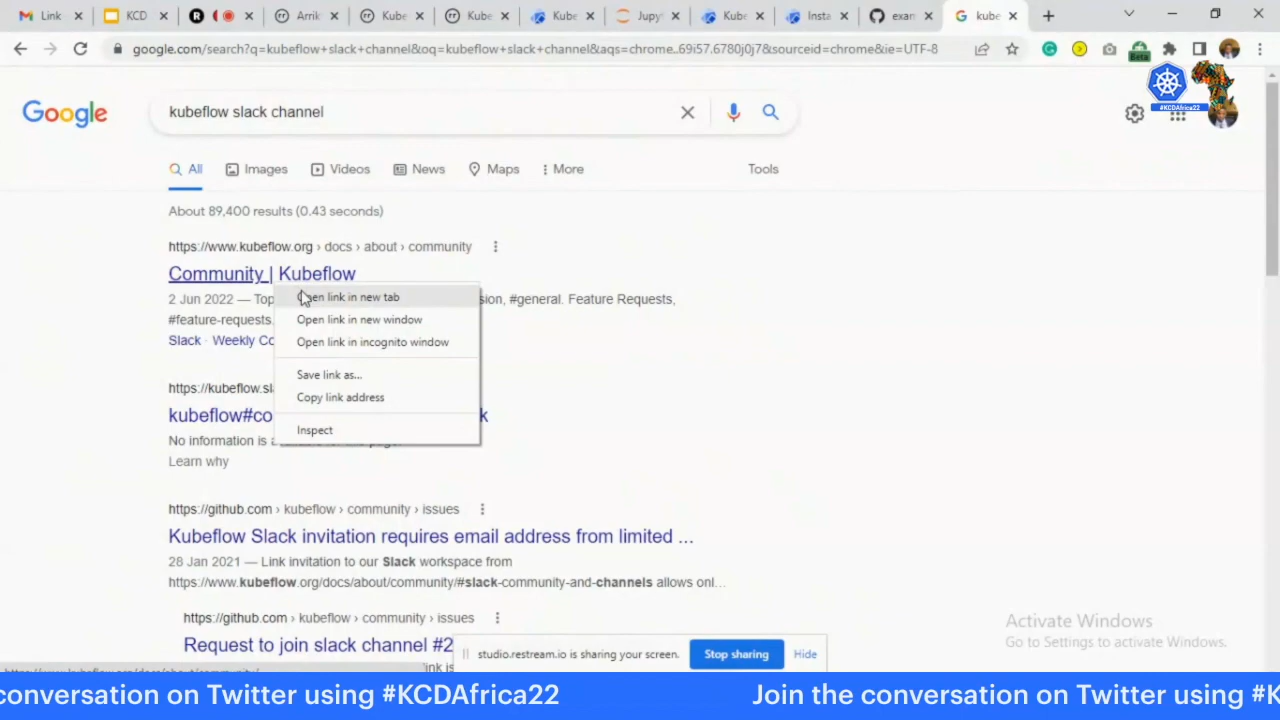 Link
KCD
Arrik
Kube
Kube
Kube
Jupy
Kube
Insta
exan
kube
google.com/search?q=kubeflow+slack+channel&oq=kubeflow+slack+channel&aqs=chrome..69i57.6780j0j7&sourceid=chrome&ie=UTF-8
Beta
#KCDAfrica22
Google
kubeflow slack channel
All
Images
Videos
News
Maps
More
Tools
About 89,400 results (0.43 seconds)
https://www.kubeflow.org › docs › about › community
Community | Kubeflow
2 Jun 2022 — Top sion, #general. Feature Requests,
#feature-requests.
Slack · Weekly Co
Open link in new tab
Open link in new window
Open link in incognito window
Save link as...
Copy link address
Inspect
https://kubeflow.sl
kubeflow#co k
No information is a
Learn why
https://github.com › kubeflow › community › issues
Kubeflow Slack invitation requires email address from limited ...
28 Jan 2021 — Link invitation to our Slack workspace from
https://www.kubeflow.org/docs/about/community/#slack-community-and-channels allows onl...
https://github.com › kubeflow › community › issues
Request to join slack channel #2
link is
Activate Windows
Go to Settings to activate Windows.
studio.restream.io is sharing your screen.
Stop sharing
Hide
conversation on Twitter using #KCDAfrica22
Join the conversation on Twitter using #K